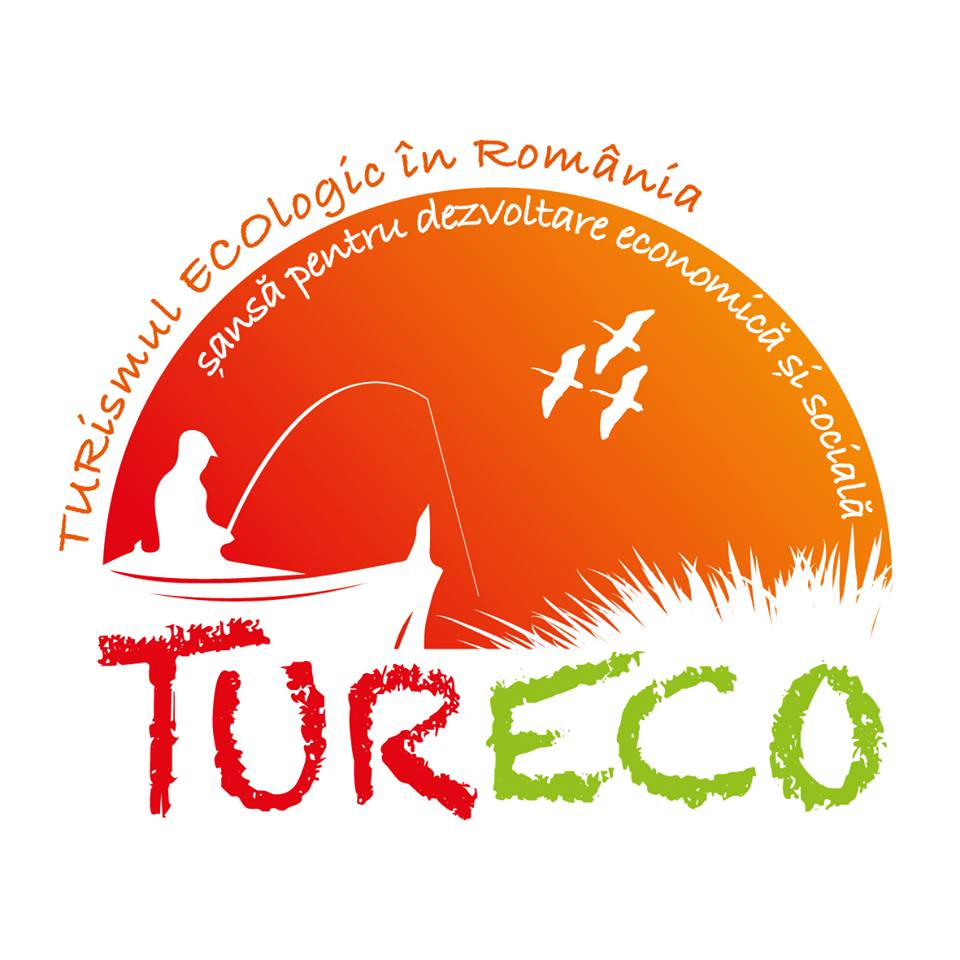 TURismul ECOlogic în România
șansă pentru dezvoltare economică și socială
TURECO